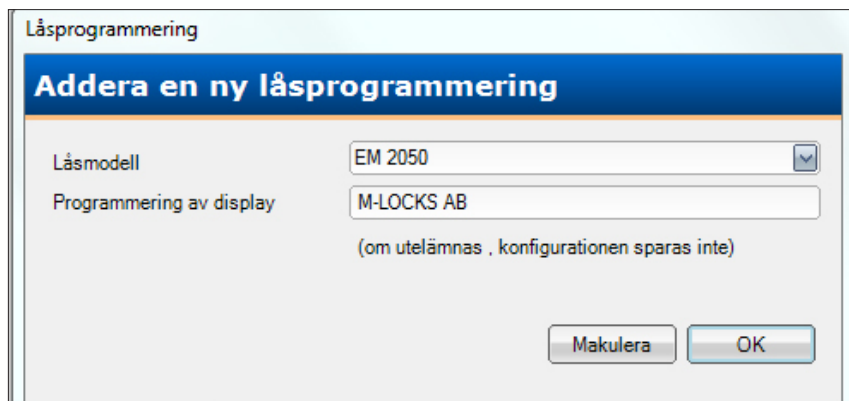 Låsprogrammering
Addera en ny låsprogrammering
Låsmodell EM 2050
Programmering av display M-LOCKS AB
(om utelämnas , konfigurationen sparas inte)
Makulera OK